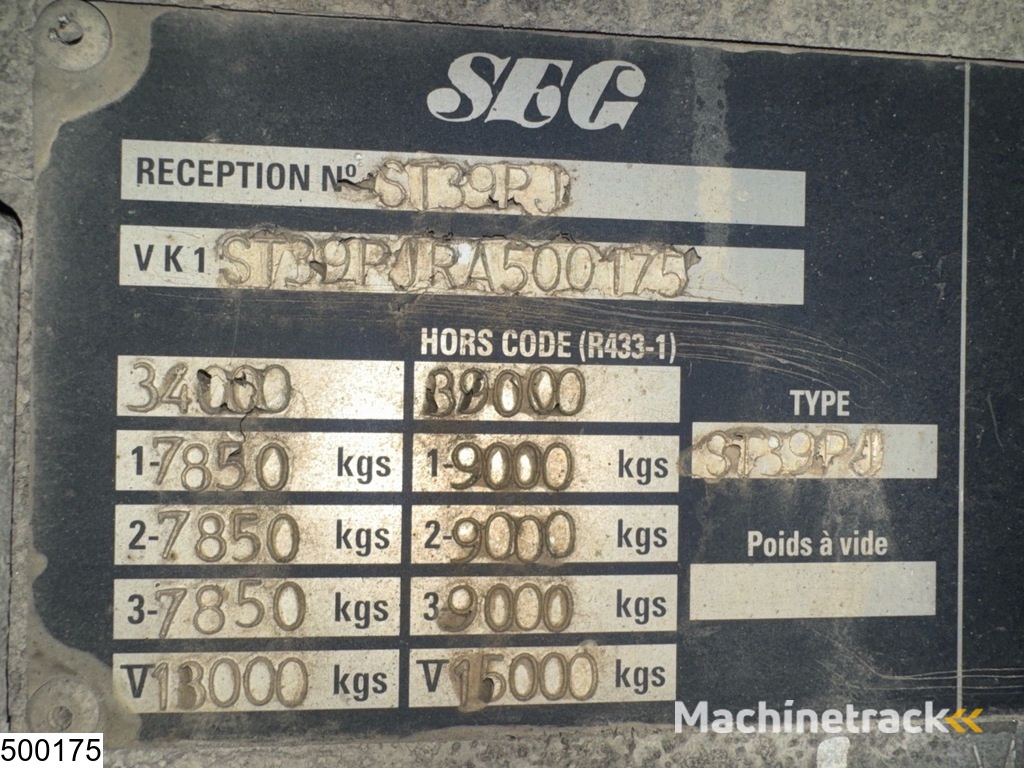 SEG
RECEPTION Nº ST39PJ
VK1 ST39PJRA500175
HORS CODE (R433-1)
34000 39000
TYPE
1-7850 kgs 1-9000 kgs
ST39PJ
2-7850 kgs 2-9000 kgs
Poids à vide
3-7850 kgs 3 9000 kgs
V13000 kgs V15000 kgs
Machinetrack
500175